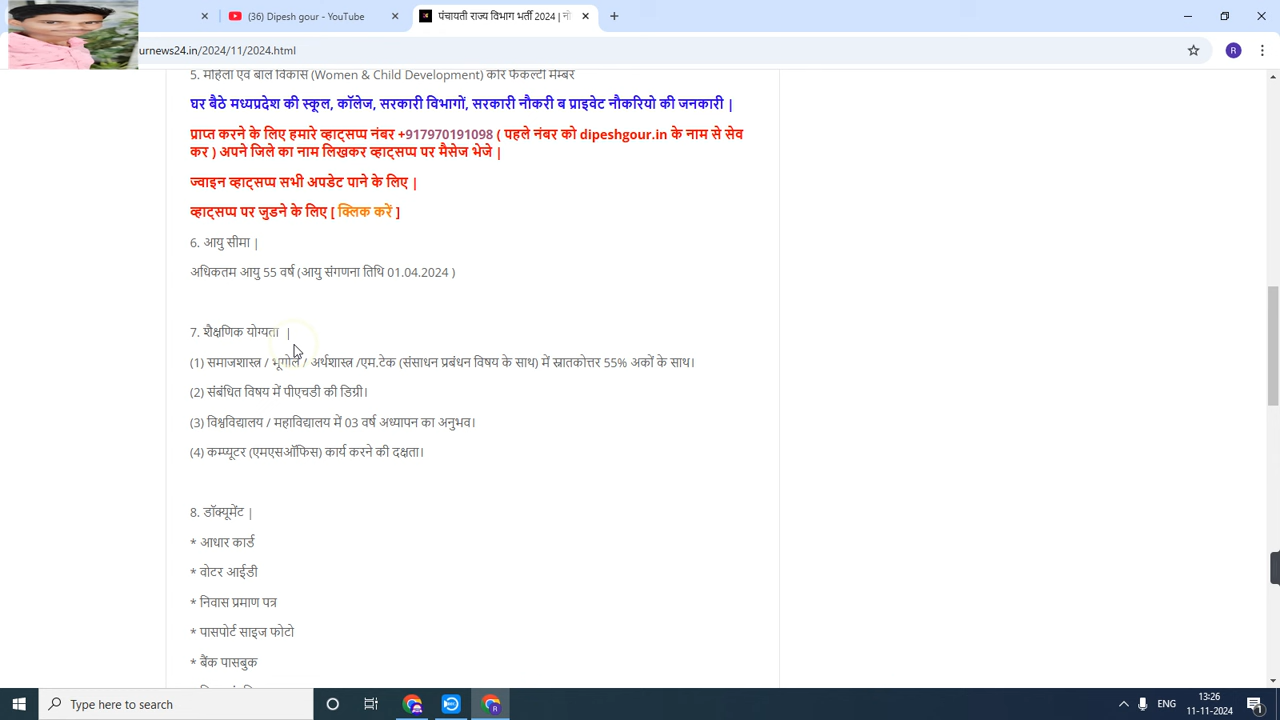 (36) Dipesh gour - YouTube
पंचायती राज्य विभाग भर्ती 2024 | नौ
urnews24.in/2024/11/2024.html
R
5. महिला एवं बाल विकास (Women & Child Development) कोर फैकल्टी मेम्बर
घर बैठे मध्यप्रदेश की स्कूल, कॉलेज, सरकारी विभागों, सरकारी नौकरी ब प्राइवेट नौकरियो की जनकारी |
प्राप्त करने के लिए हमारे व्हाट्सप्प नंबर +917970191098 ( पहले नंबर को dipeshgour.in के नाम से सेव
कर ) अपने जिले का नाम लिखकर व्हाट्सप्प पर मैसेज भेजे |
ज्वाइन व्हाट्सप्प सभी अपडेट पाने के लिए |
व्हाट्सप्प पर जुडने के लिए [ क्लिक करें ]
6. आयु सीमा |
अधिकतम आयु 55 वर्ष (आयु संगणना तिथि 01.04.2024 )
7. शैक्षणिक योग्यता |
(1) समाजशास्त्र / भूगोल / अर्थशास्त्र /एम.टेक (संसाधन प्रबंधन विषय के साथ) में स्नातकोत्तर 55% अकों के साथ।
(2) संबंधित विषय में पीएचडी की डिग्री।
(3) विश्वविद्यालय / महाविद्यालय में 03 वर्ष अध्यापन का अनुभव।
(4) कम्प्यूटर (एमएसऑफिस) कार्य करने की दक्षता।
8. डॉक्यूमेंट |
* आधार कार्ड
* वोटर आईडी
* निवास प्रमाण पत्र
* पासपोर्ट साइज फोटो
* बैंक पासबुक
Type here to search
R
ENG
13:26
11-11-2024
1